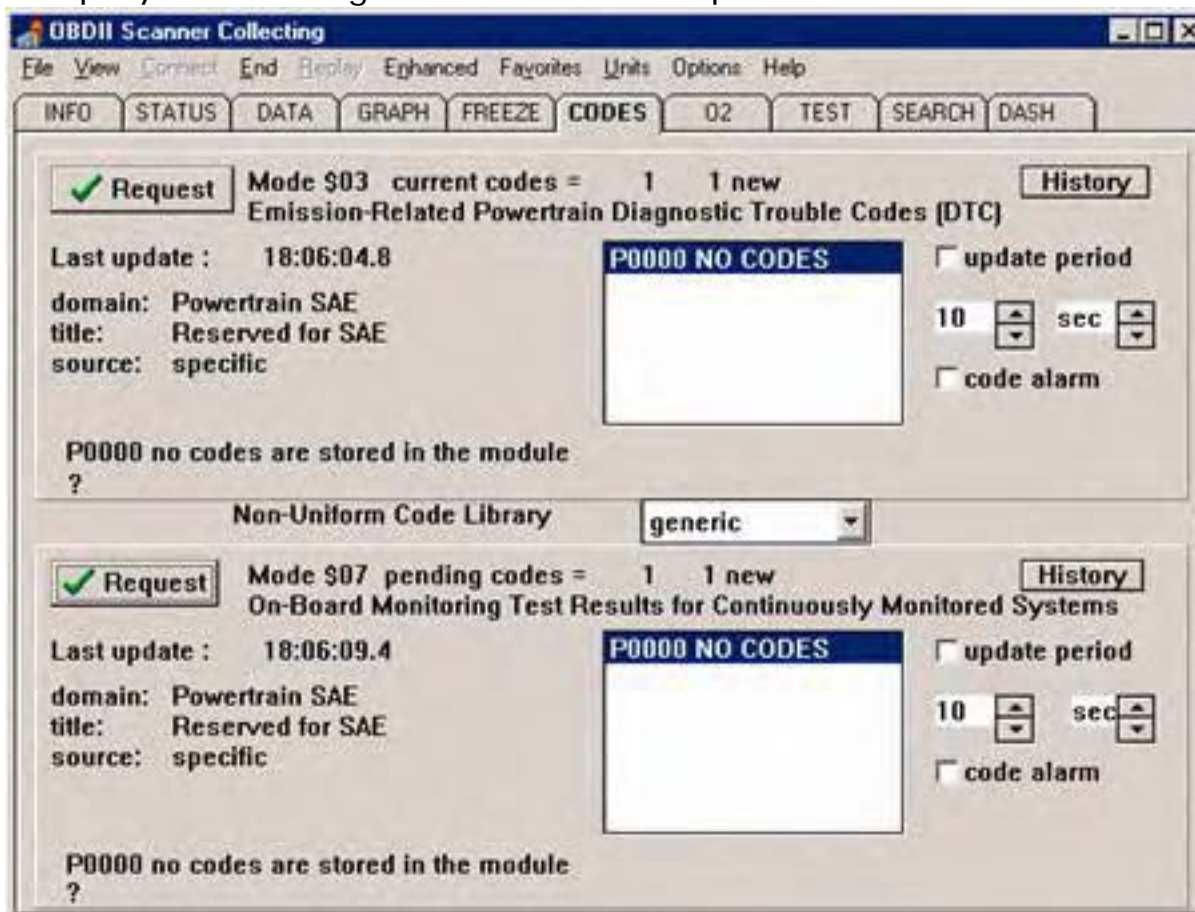 OBDII Scanner Collecting
File View Connect End Replay Enhanced Favorites Units Options Help
INFO STATUS DATA GRAPH FREEZE CODES O2 TEST SEARCH DASH
Request Mode $03 current codes = 1 1 new History
Emission-Related Powertrain Diagnostic Trouble Codes (DTC)
Last update : 18:06:04.8 P0000 NO CODES update period
domain: Powertrain SAE
title: Reserved for SAE 10 sec
source: specific
code alarm
P0000 no codes are stored in the module
?
Non-Uniform Code Library generic
Request Mode $07 pending codes = 1 1 new History
On-Board Monitoring Test Results for Continuously Monitored Systems
Last update : 18:06:09.4 P0000 NO CODES update period
domain: Powertrain SAE
title: Reserved for SAE 10 sec
source: specific
code alarm
P0000 no codes are stored in the module
?